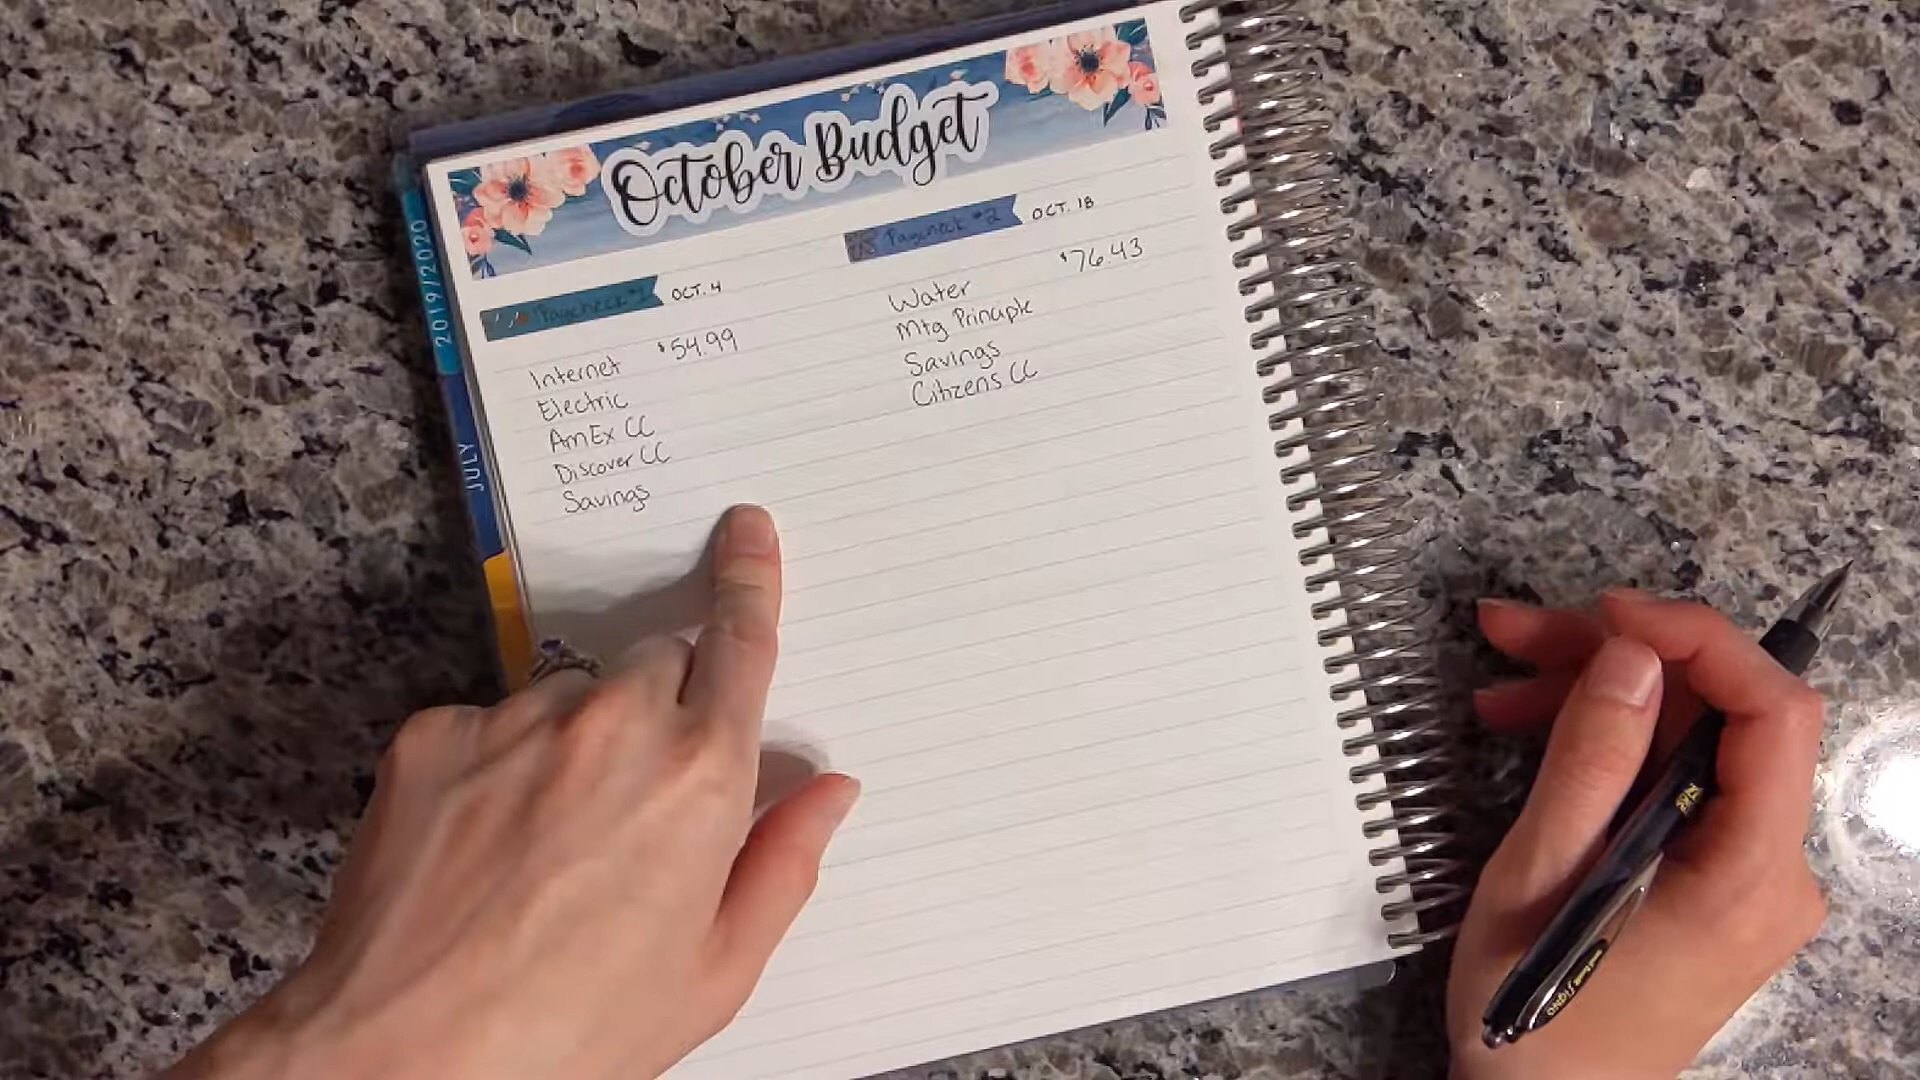 October Budget
Paycheck #1 OCT. 4
Internet $54.99
Electric
AmEx CC
Discover CC
Savings
Paycheck #2 OCT. 18
Water $76.43
Mtg Principle
Savings
Citizens CC
2019/2020
JULY